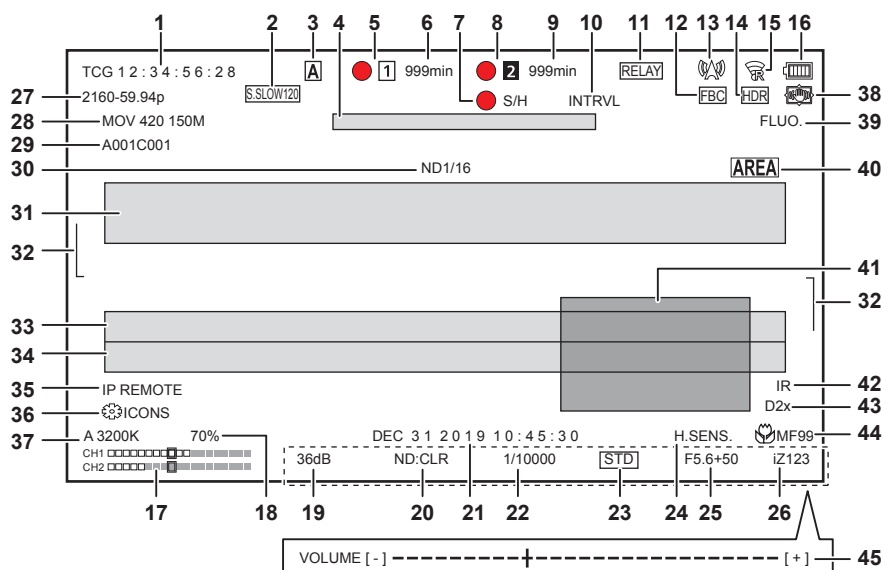 1 2 3 4 5 6 7 8 9 10 11 12 13 14 15 16
TCG 12:34:56:28 A 1 999min 2 999min RELAY R
27 2160-59.94p S.SLOW120 S/H INTRVL FBC HDR 38
28 MOV 420 150M FLUO. 39
29 A001C001
30 ND1/16 AREA 40
31
32 41
32
33
34
35 IP REMOTE IR 42
36 ICONS D2x 43
37 A 3200K 70% DEC 31 2019 10:45:30 H.SENS. MF99 44
CH1 36dB ND:CLR 1/10000 STD F5.6+50 iZ123
CH2
17 18 19 20 21 22 23 24 25 26
VOLUME [ - ] [ + ] 45